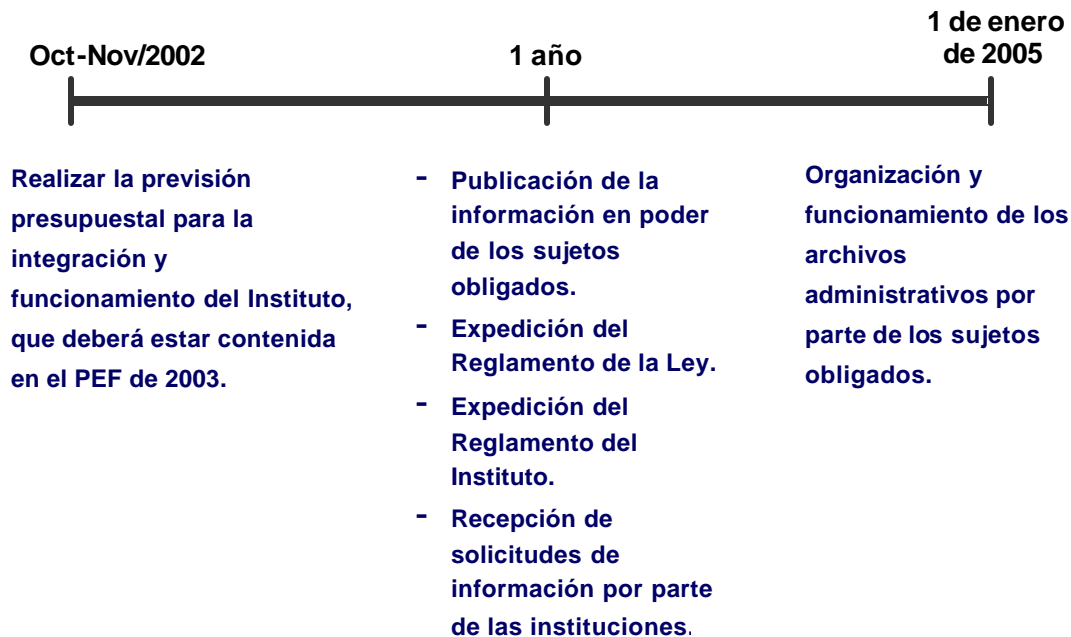 Oct-Nov/2002
1 año
1 de enero
de 2005
Realizar la previsión
presupuestal para la
integración y
funcionamiento del Instituto,
que deberá estar contenida
en el PEF de 2003.
- Publicación de la
información en poder
de los sujetos
obligados.
- Expedición del
Reglamento de la Ley.
- Expedición del
Reglamento del
Instituto.
- Recepción de
solicitudes de
información por parte
de las instituciones.
Organización y
funcionamiento de los
archivos
administrativos por
parte de los sujetos
obligados.